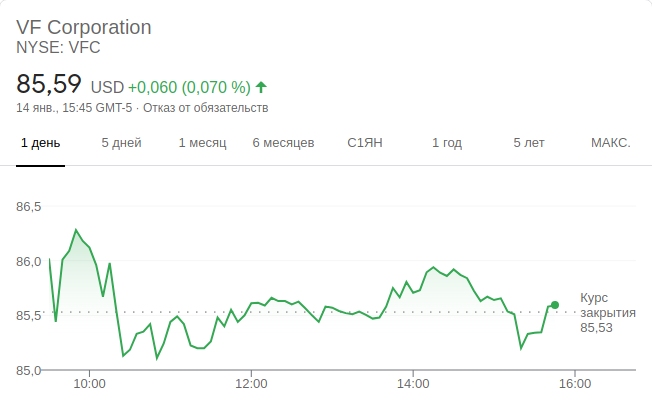 VF Corporation
NYSE: VFC
85,59 USD +0,060 (0,070 %)
14 янв., 15:45 GMT-5 · Отказ от обязательств
1 день 5 дней 1 месяц 6 месяцев С1ЯН 1 год 5 лет МАКС.
86,5
86,0
85,5
85,0
Курс
закрытия
85,53
10:00 12:00 14:00 16:00